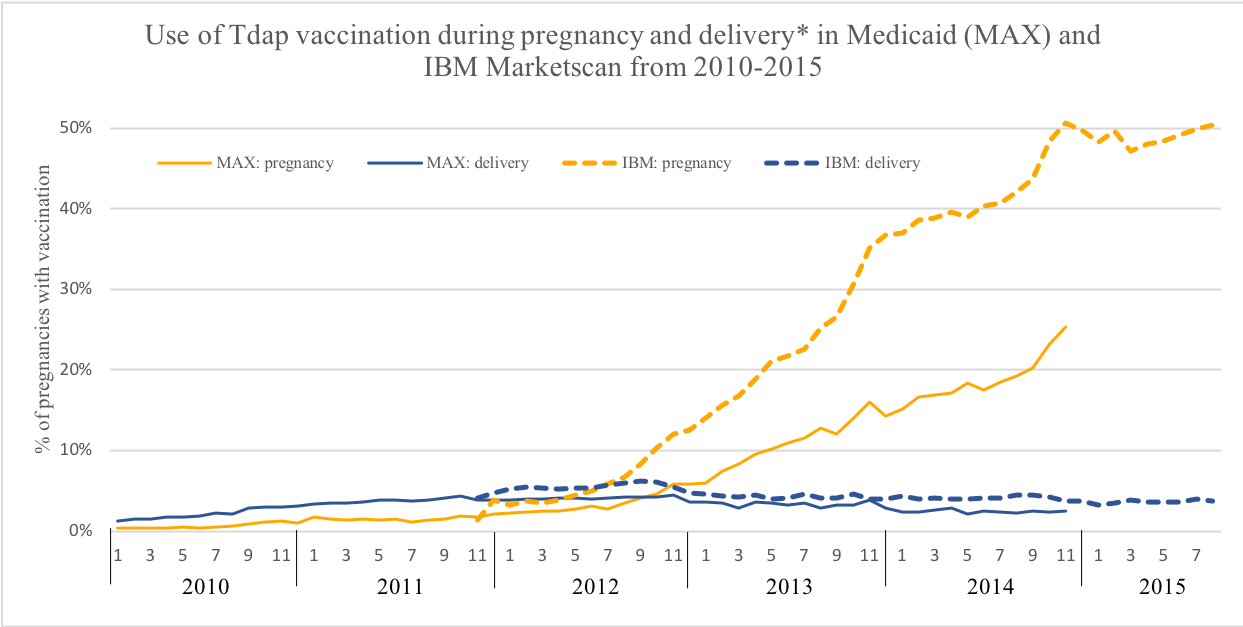 Use of Tdap vaccination during pregnancy and delivery* in Medicaid (MAX) and
IBM Marketscan from 2010-2015
% of pregnancies with vaccination
50%
40%
30%
20%
10%
0%
MAX: pregnancy MAX: delivery IBM: pregnancy IBM: delivery
1 3 5 7 9 11 1 3 5 7 9 11 1 3 5 7 9 11 1 3 5 7 9 11 1 3 5 7 9 11 1 3 5 7
2010 2011 2012 2013 2014 2015